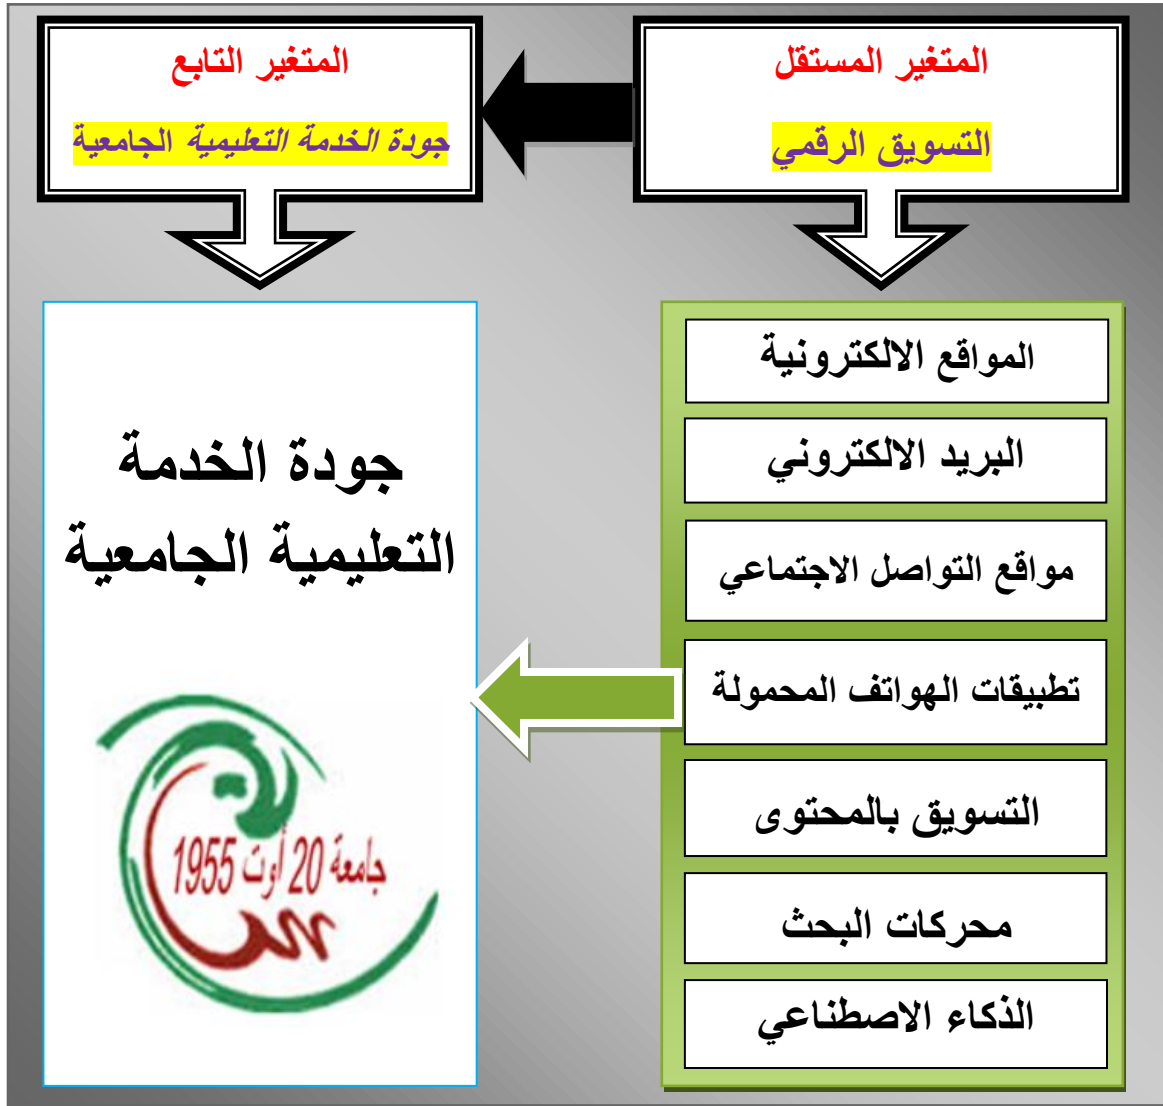 المتغير المستقل
التسويق الرقمي
المتغير التابع
جودة الخدمة التعليمية الجامعية
المواقع الالكترونية
البريد الالكتروني
مواقع التواصل الاجتماعي
تطبيقات الهواتف المحمولة
التسويق بالمحتوى
محركات البحث
الذكاء الاصطناعي
جودة الخدمة
التعليمية الجامعية
جامعة 20 أوت 1955